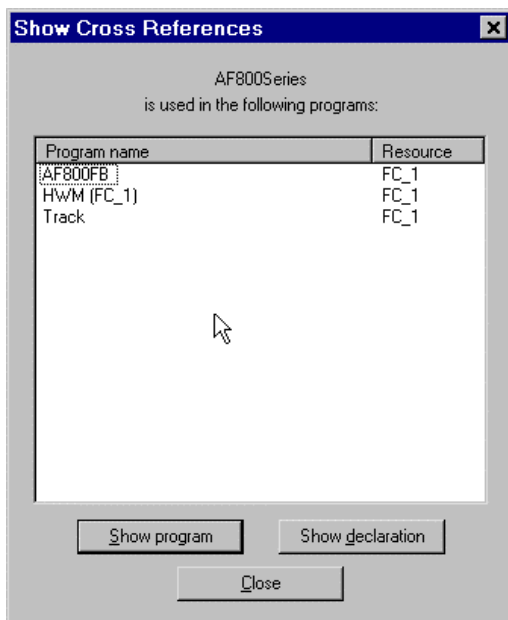 Show Cross References
AF800Series
is used in the following programs:
Program name Resource
AF800FB FC_1
HWM (FC_1) FC_1
Track FC_1
Show program Show declaration
Close